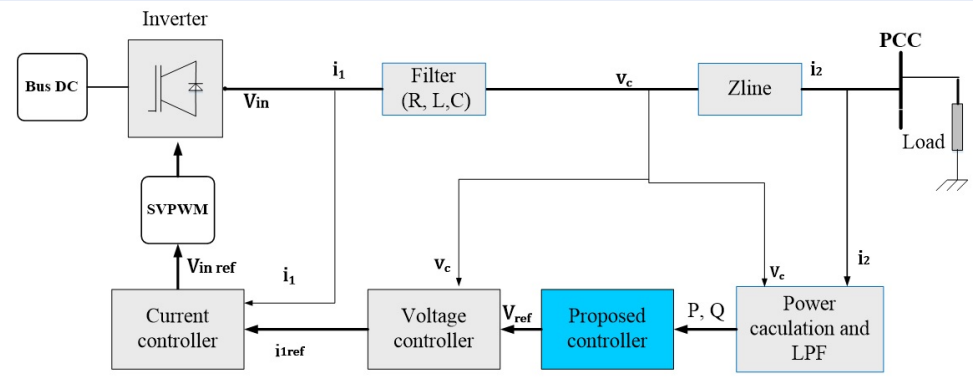 Inverter
PCC
Bus DC
Vin
i1
Filter
(R, L,C)
vc
Zline
i2
Load
SVPWM
Vin ref
i1
vc
vc
i2
Current
controller
i1ref
Voltage
controller
Vref
Proposed
controller
P, Q
Power
caculation and
LPF